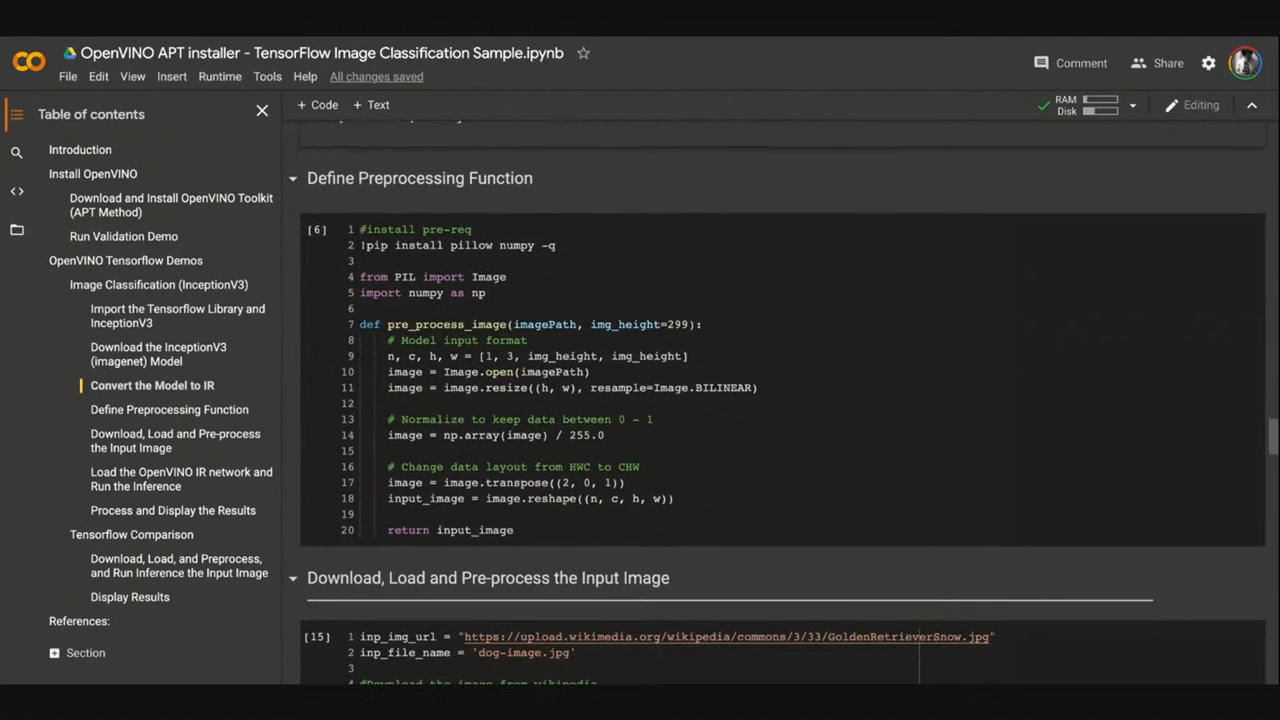 OpenVINO APT installer - TensorFlow Image Classification Sample.ipynb
File Edit View Insert Runtime Tools Help All changes saved
Comment Share
Table of contents
+ Code + Text
RAM
Disk
Editing
Introduction
Install OpenVINO
Download and Install OpenVINO Toolkit
(APT Method)
Run Validation Demo
OpenVINO Tensorflow Demos
Image Classification (InceptionV3)
Import the Tensorflow Library and
InceptionV3
Download the InceptionV3
(imagenet) Model
Convert the Model to IR
Define Preprocessing Function
Download, Load and Pre-process
the Input Image
Load the OpenVINO IR network and
Run the Inference
Process and Display the Results
Tensorflow Comparison
Download, Load, and Preprocess,
and Run Inference the Input Image
Display Results
References:
Section
Define Preprocessing Function
[6] 1 #install pre-req
2 !pip install pillow numpy -q
3
4 from PIL import Image
5 import numpy as np
6
7 def pre_process_image(imagePath, img_height=299):
8 # Model input format
9 n, c, h, w = [1, 3, img_height, img_height]
10 image = Image.open(imagePath)
11 image = image.resize((h, w), resample=Image.BILINEAR)
12
13 # Normalize to keep data between 0 - 1
14 image = np.array(image) / 255.0
15
16 # Change data layout from HWC to CHW
17 image = image.transpose((2, 0, 1))
18 input_image = image.reshape((n, c, h, w))
19
20 return input_image
Download, Load and Pre-process the Input Image
[15] 1 inp_img_url = "https://upload.wikimedia.org/wikipedia/commons/3/33/GoldenRetrieverSnow.jpg"
2 inp_file_name = 'dog-image.jpg'
3
4 #Download the image from wikipedia